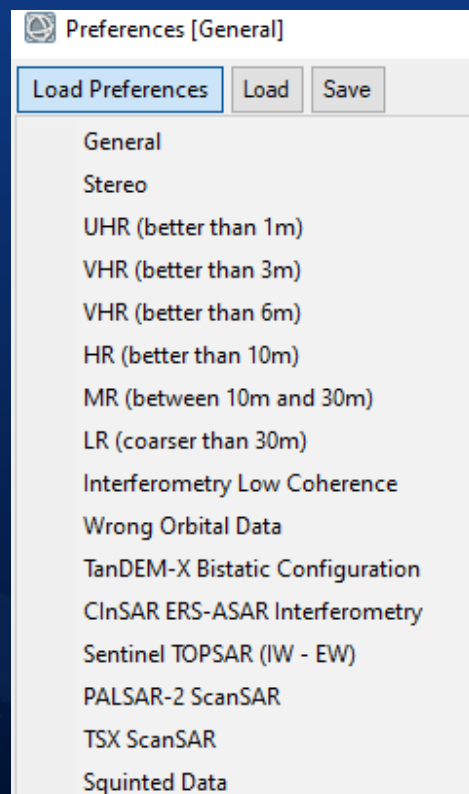 Preferences [General]
Load Preferences Load Save
General
Stereo
UHR (better than 1m)
VHR (better than 3m)
VHR (better than 6m)
HR (better than 10m)
MR (between 10m and 30m)
LR (coarser than 30m)
Interferometry Low Coherence
Wrong Orbital Data
TanDEM-X Bistatic Configuration
CInSAR ERS-ASAR Interferometry
Sentinel TOPSAR (IW - EW)
PALSAR-2 ScanSAR
TSX ScanSAR
Squinted Data